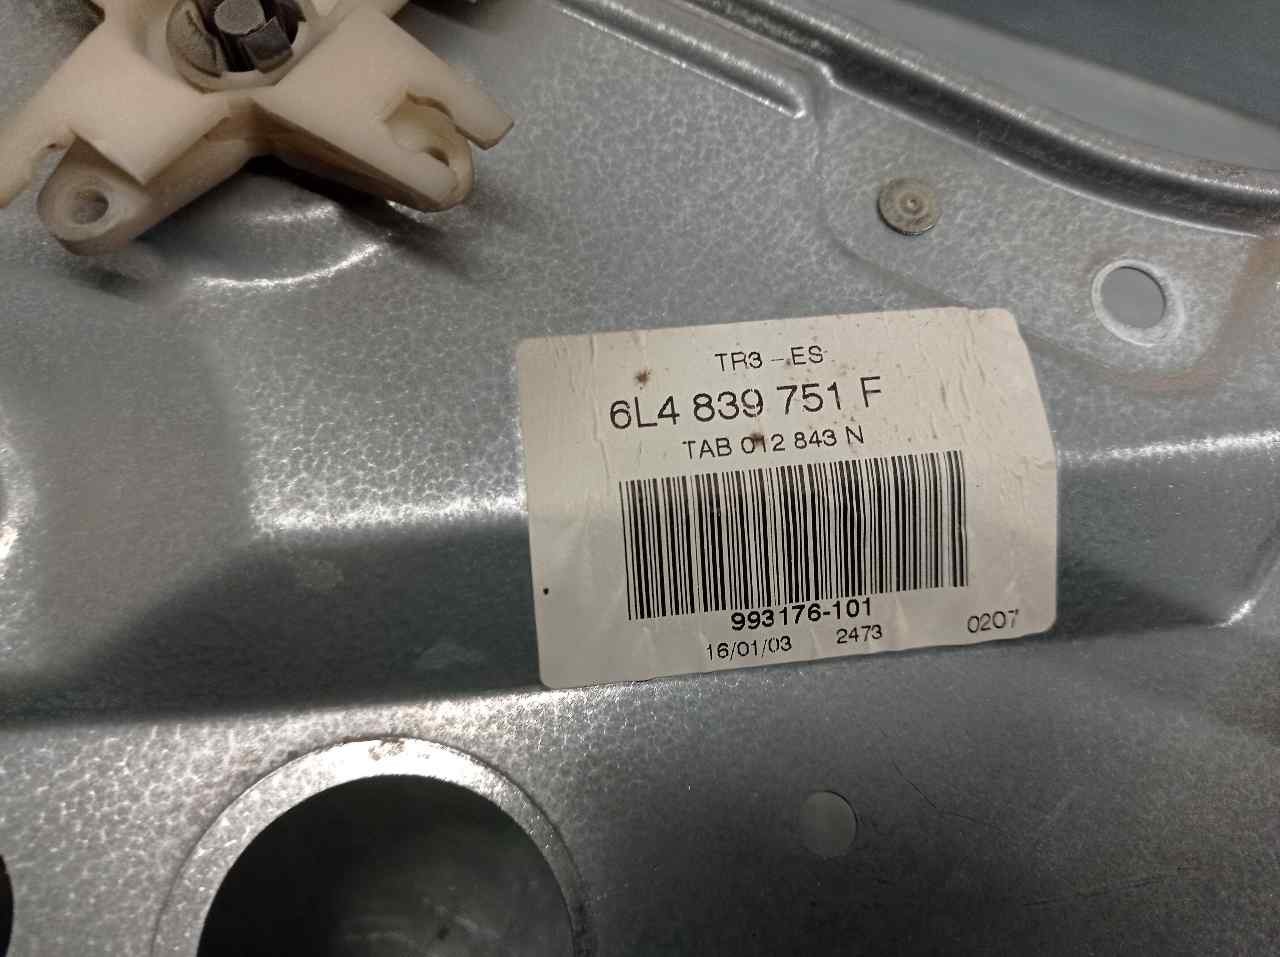 TR3 - ES
6L4 839 751 F
TAB 012 843 N
993176-101
16/01/03 2473 0207